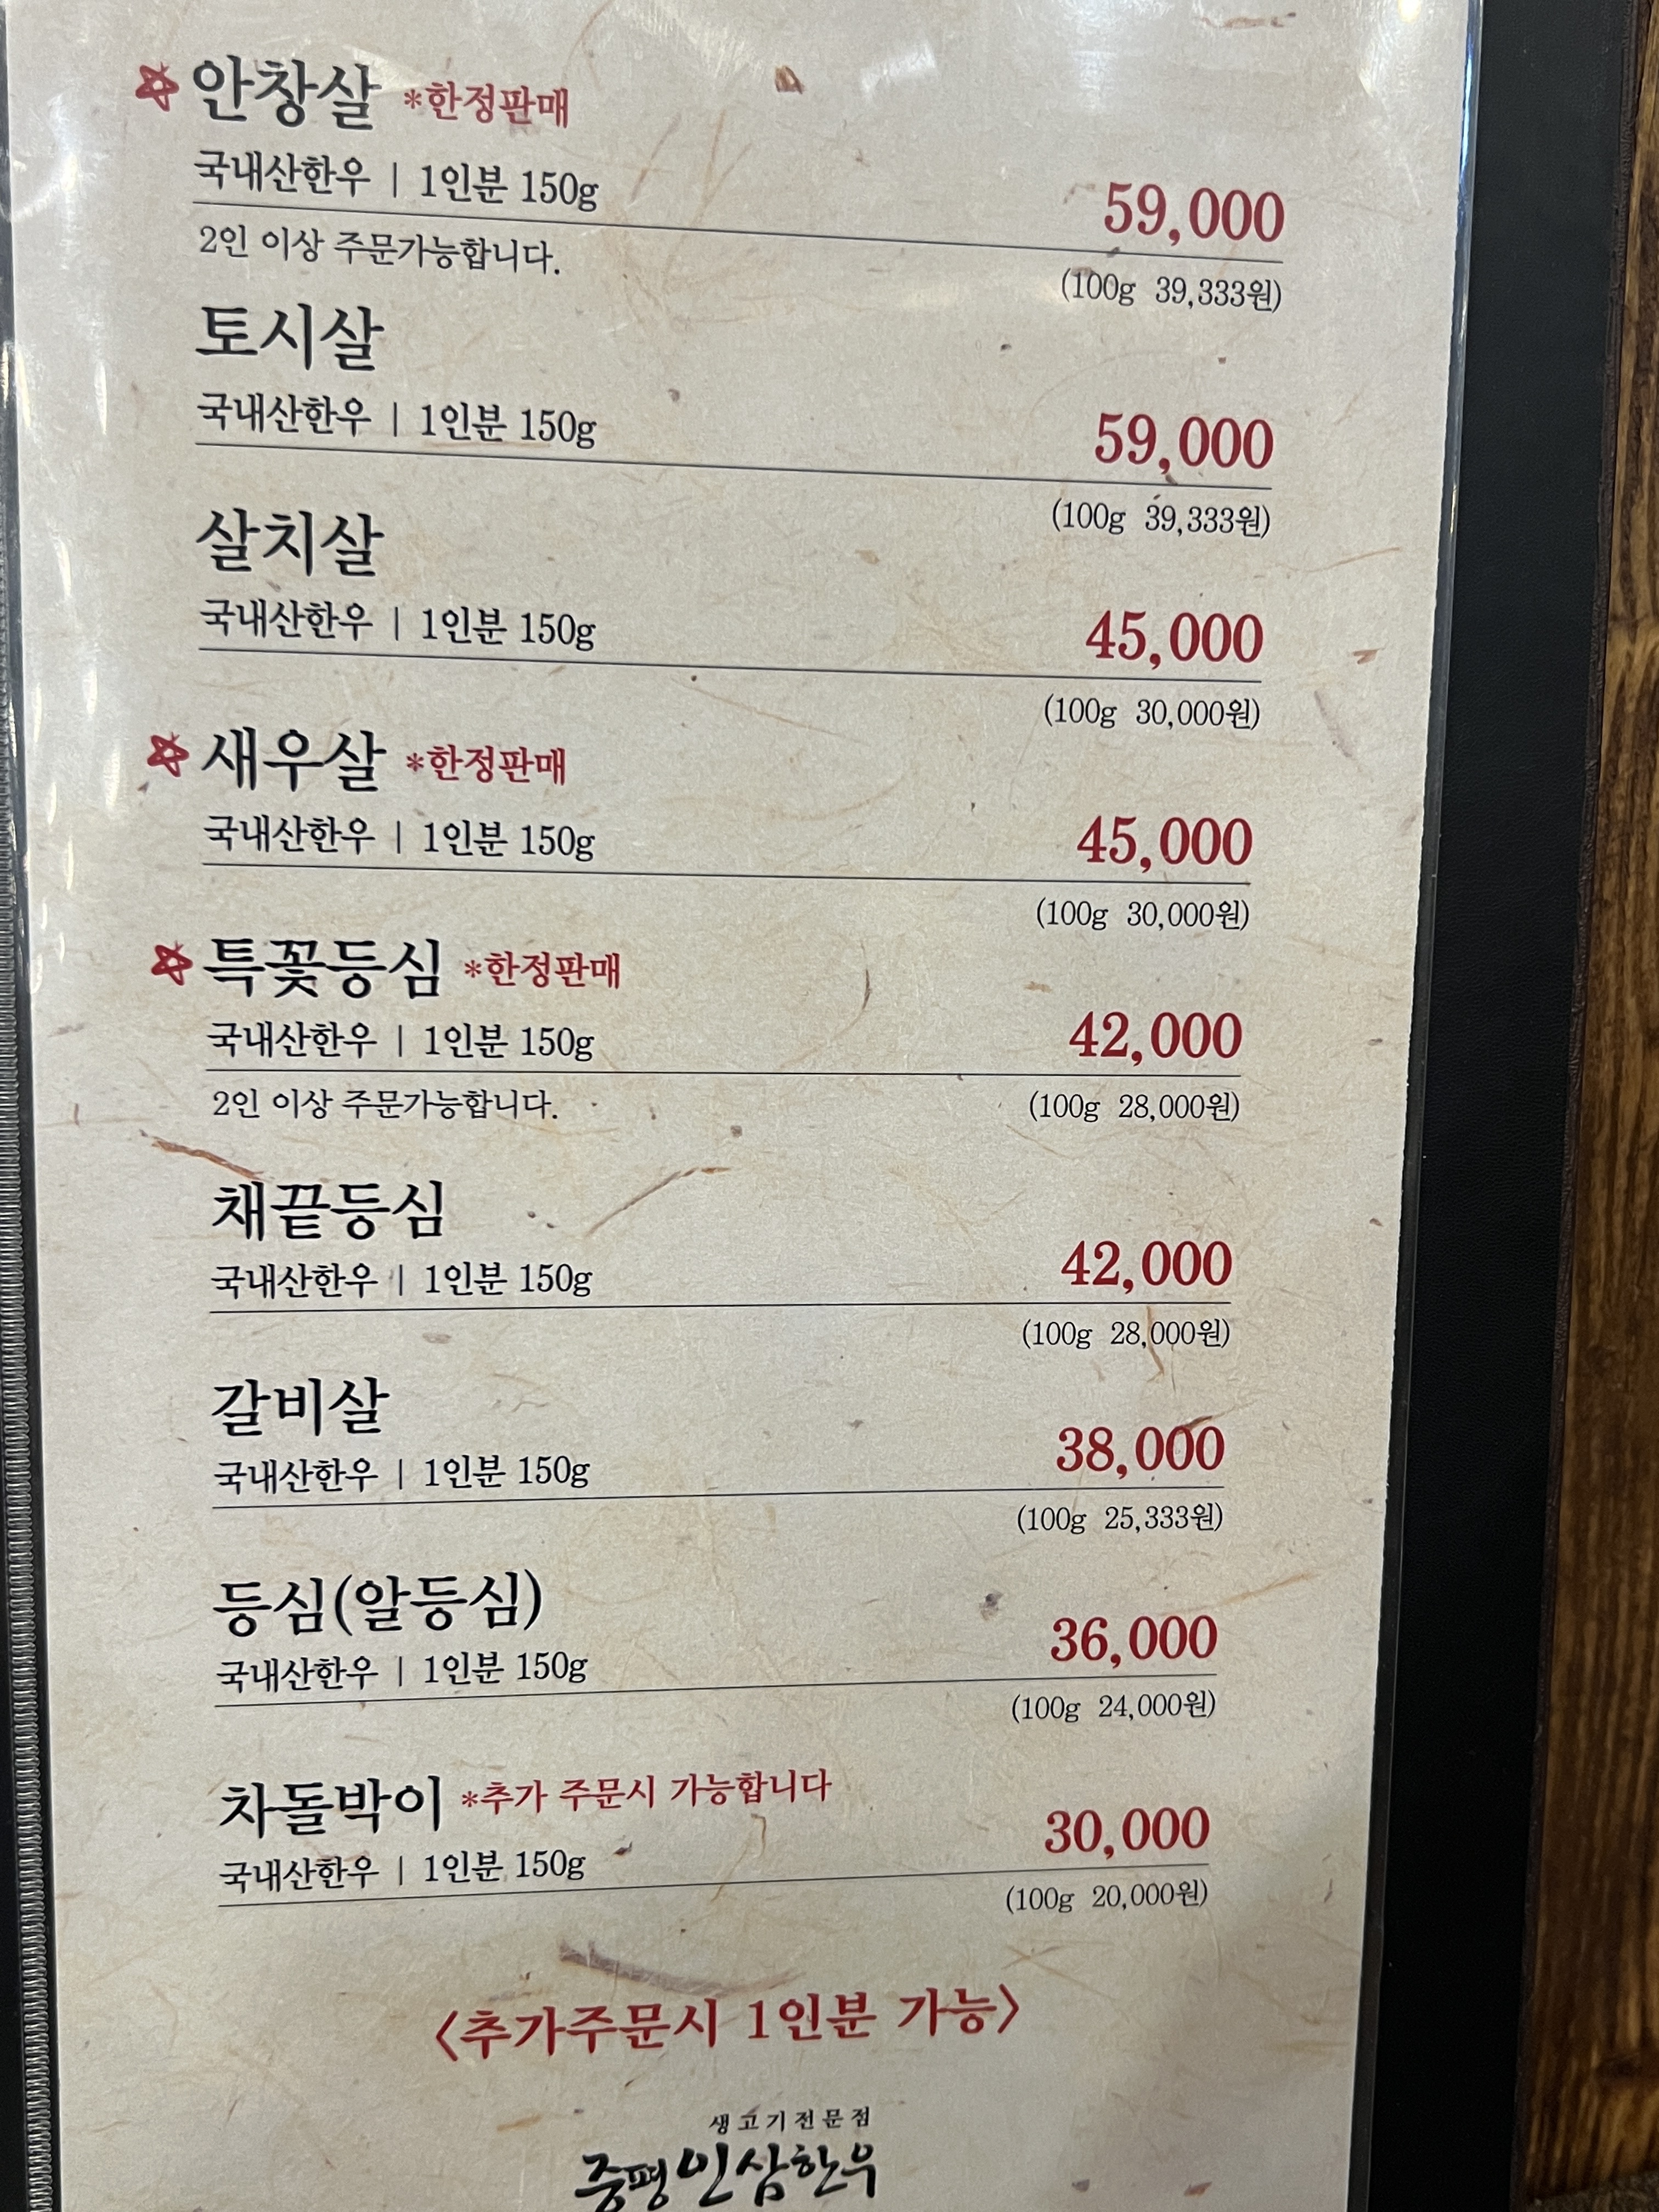 안창살 *한정판매
국내산한우 | 1인분 150g 59,000
2인 이상 주문가능합니다. (100g 39,333원)
토시살
국내산한우 | 1인분 150g 59,000
(100g 39,333원)
살치살
국내산한우 | 1인분 150g 45,000
(100g 30,000원)
새우살 *한정판매
국내산한우 | 1인분 150g 45,000
(100g 30,000원)
특꽃등심 *한정판매
국내산한우 | 1인분 150g 42,000
2인 이상 주문가능합니다. (100g 28,000원)
채끝등심
국내산한우 | 1인분 150g 42,000
(100g 28,000원)
갈비살
국내산한우 | 1인분 150g 38,000
(100g 25,333원)
등심(알등심)
국내산한우 | 1인분 150g 36,000
(100g 24,000원)
차돌박이 *추가 주문시 가능합니다
국내산한우 | 1인분 150g 30,000
(100g 20,000원)
〈추가주문시 1인분 가능〉
생고기전문점
증평인삼한우